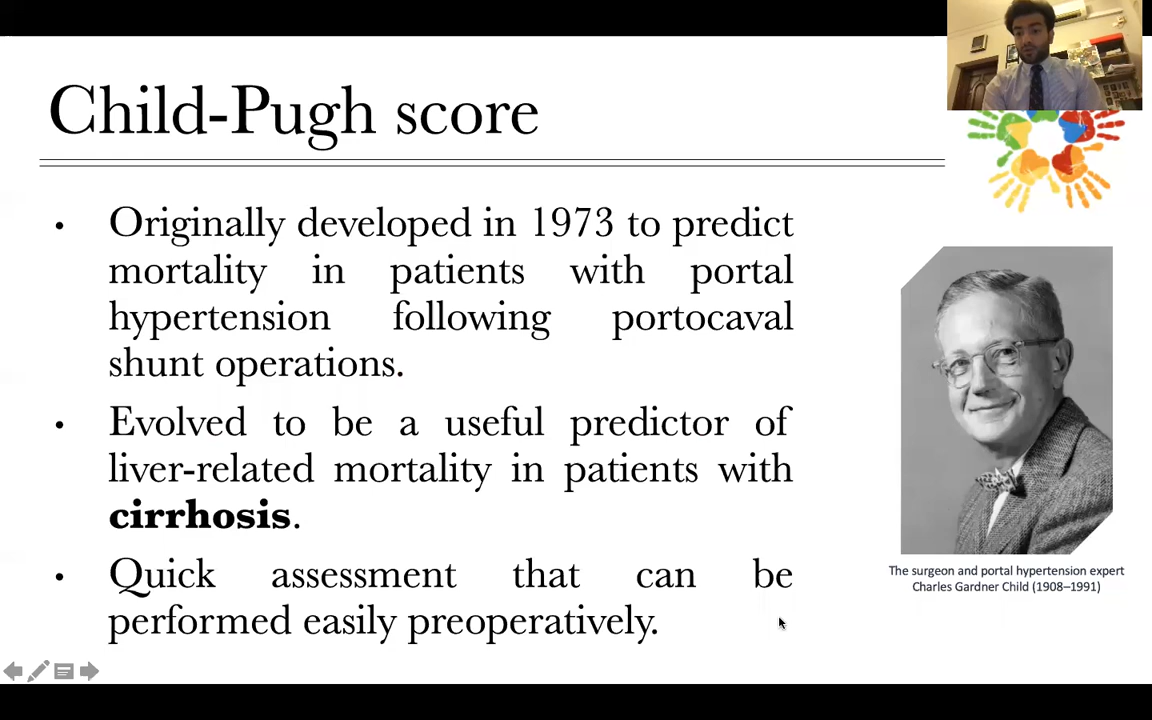 Child-Pugh score
• Originally developed in 1973 to predict
mortality in patients with portal
hypertension following portocaval
shunt operations.
• Evolved to be a useful predictor of
liver-related mortality in patients with
cirrhosis.
• Quick assessment that can be
performed easily preoperatively.
The surgeon and portal hypertension expert
Charles Gardner Child (1908–1991)